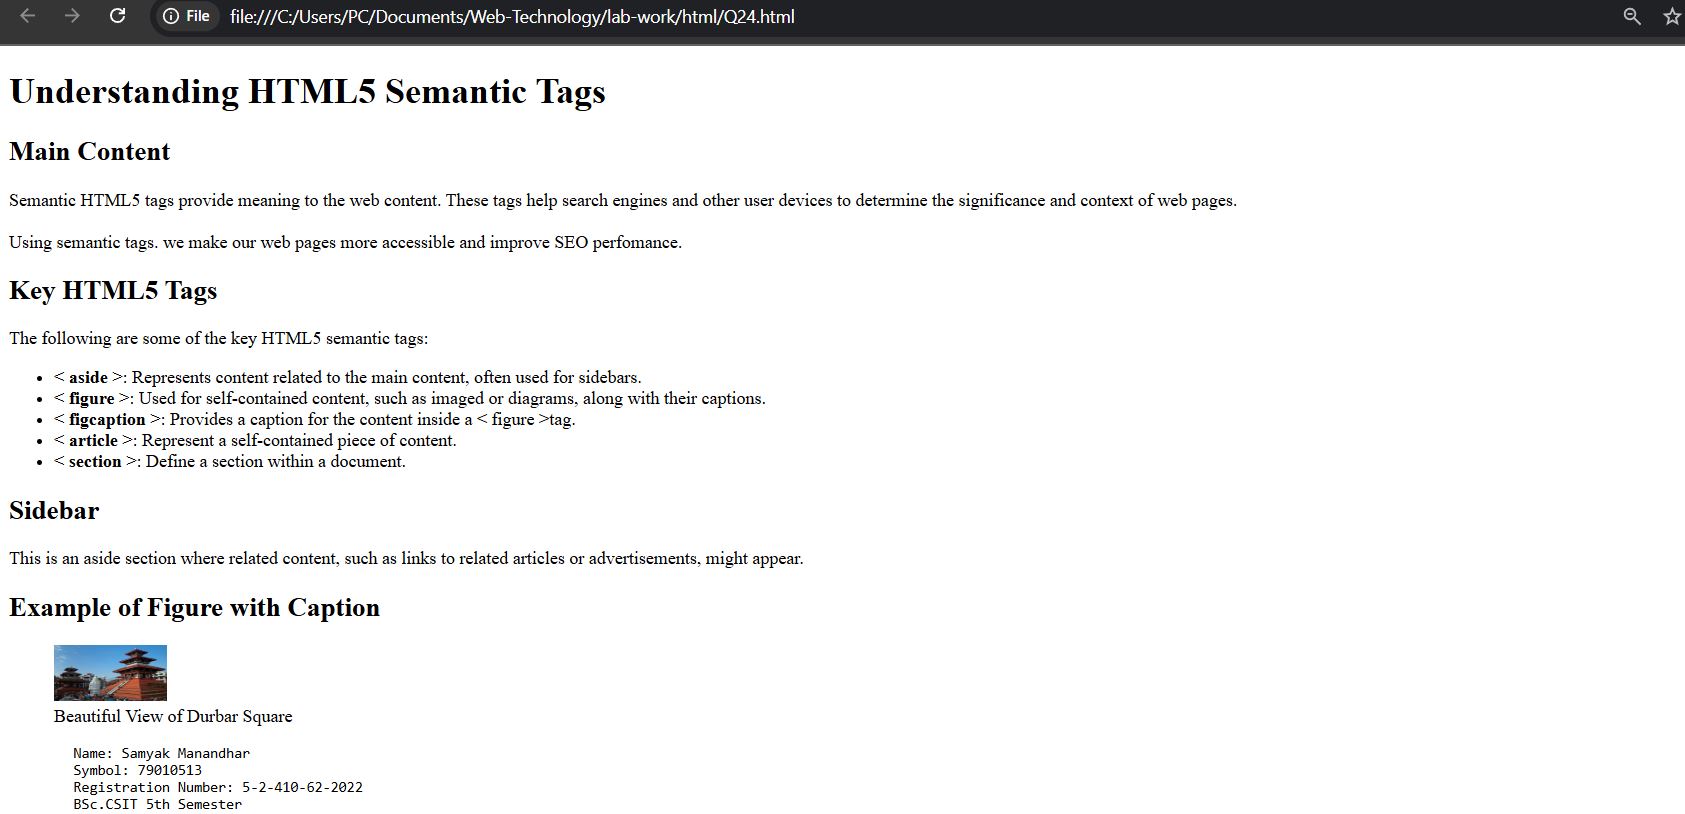 File file:///C:/Users/PC/Documents/Web-Technology/lab-work/html/Q24.html
Understanding HTML5 Semantic Tags
Main Content
Semantic HTML5 tags provide meaning to the web content. These tags help search engines and other user devices to determine the significance and context of web pages.
Using semantic tags. we make our web pages more accessible and improve SEO perfomance.
Key HTML5 Tags
The following are some of the key HTML5 semantic tags:
• < aside >: Represents content related to the main content, often used for sidebars.
• < figure >: Used for self-contained content, such as imaged or diagrams, along with their captions.
• < figcaption >: Provides a caption for the content inside a < figure >tag.
• < article >: Represent a self-contained piece of content.
• < section >: Define a section within a document.
Sidebar
This is an aside section where related content, such as links to related articles or advertisements, might appear.
Example of Figure with Caption
Beautiful View of Durbar Square
Name: Samyak Manandhar
Symbol: 79010513
Registration Number: 5-2-410-62-2022
BSc.CSIT 5th Semester